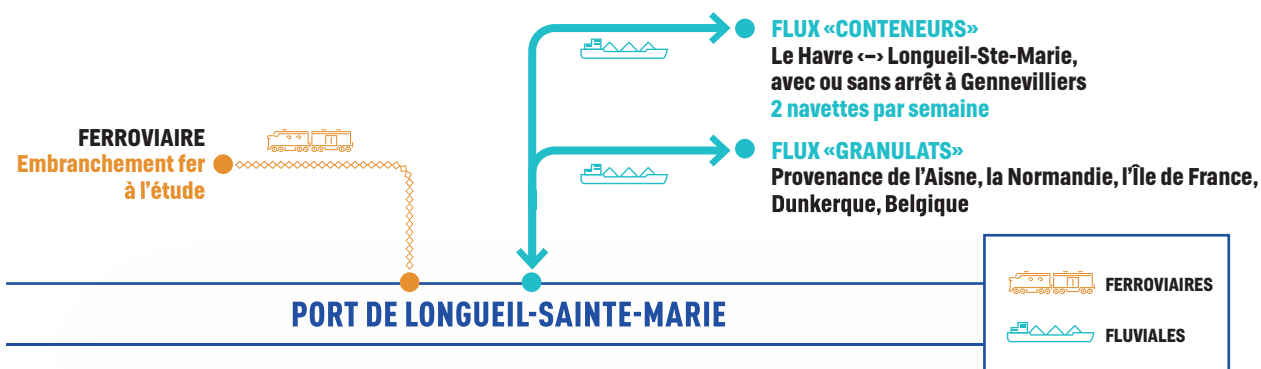 FLUX «CONTENEURS»
Le Havre <–> Longueil-Ste-Marie,
avec ou sans arrêt à Gennevilliers
2 navettes par semaine
FERROVIAIRE
Embranchement fer
à l'étude
FLUX «GRANULATS»
Provenance de l'Aisne, la Normandie, l'Île de France,
Dunkerque, Belgique
PORT DE LONGUEIL-SAINTE-MARIE
FERROVIAIRES
FLUVIALES